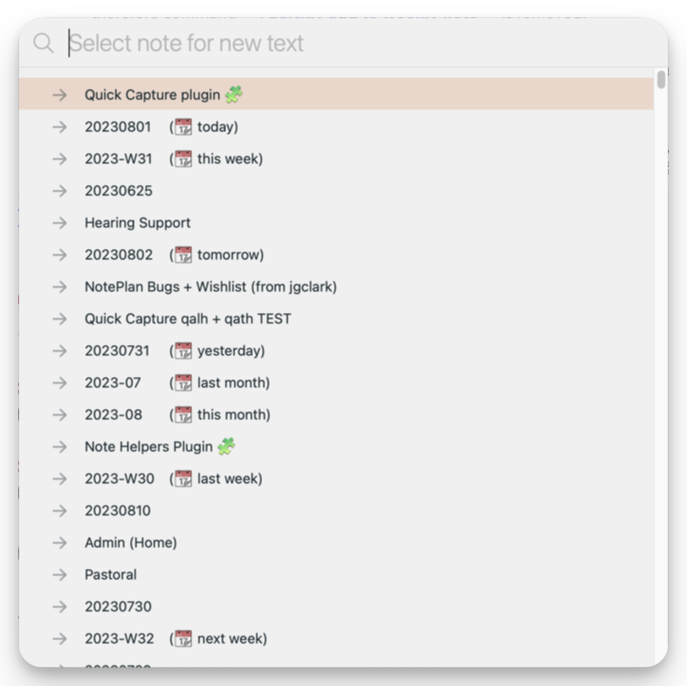 Select note for new text
Quick Capture plugin 🧩
20230801 (📅 today)
2023-W31 (📅 this week)
20230625
Hearing Support
20230802 (📅 tomorrow)
NotePlan Bugs + Wishlist (from jgclark)
Quick Capture qalh + qath TEST
20230731 (📅 yesterday)
2023-07 (📅 last month)
2023-08 (📅 this month)
Note Helpers Plugin 🧩
2023-W30 (📅 last week)
20230810
Admin (Home)
Pastoral
20230730
2023-W32 (📅 next week)